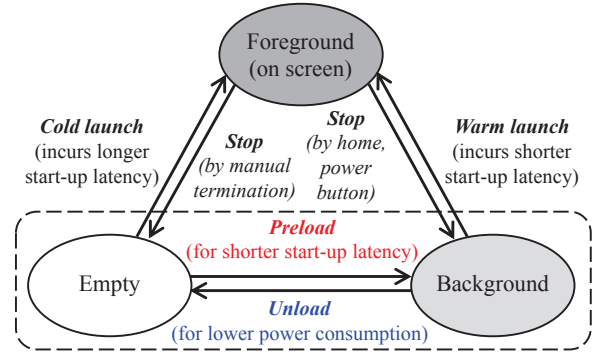 Foreground
(on screen)
Cold launch
(incurs longer
start-up latency)
Stop
(by manual
termination)
Stop
(by home,
power
button)
Warm launch
(incurs shorter
start-up latency)
Preload
(for shorter start-up latency)
Empty
Background
Unload
(for lower power consumption)